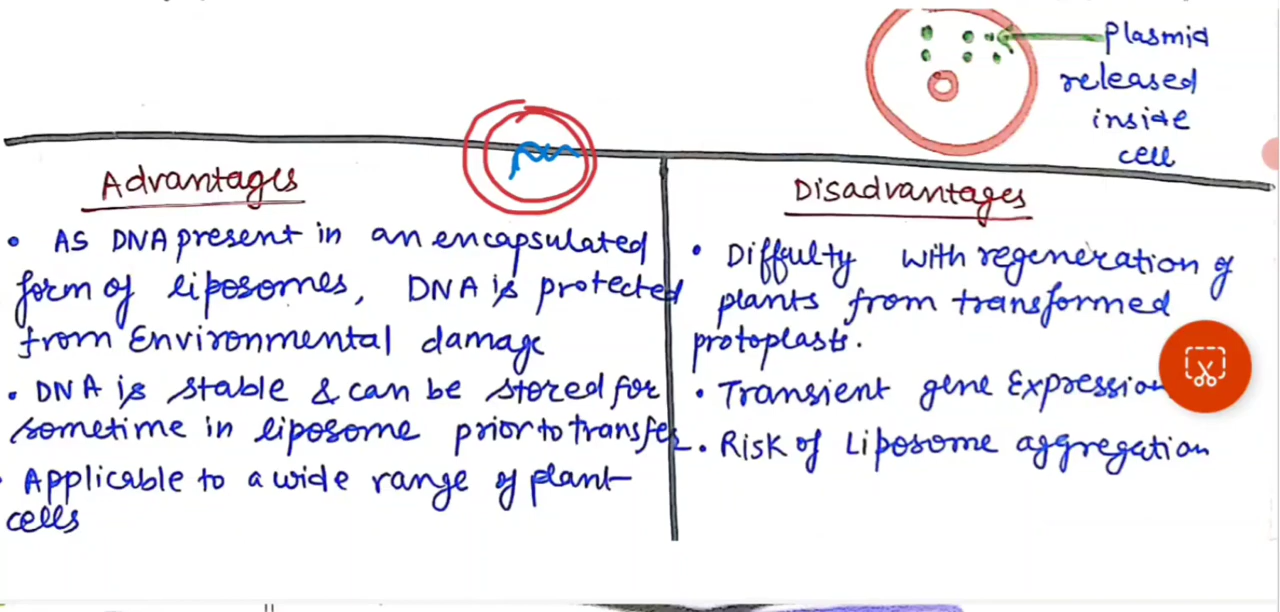 Plasmid
released
inside
cell
Advantages
• AS DNA present in an encapsulated
form of liposomes, DNA is protected
from Environmental damage
• DNA is stable & can be stored for
sometime in liposome prior to transfer
• Applicable to a wide range of plant
cells
Disadvantages
• Diffulty with regeneration of
plants from transformed
protoplasts.
• Transient gene Expression
• Risk of Liposome aggregation